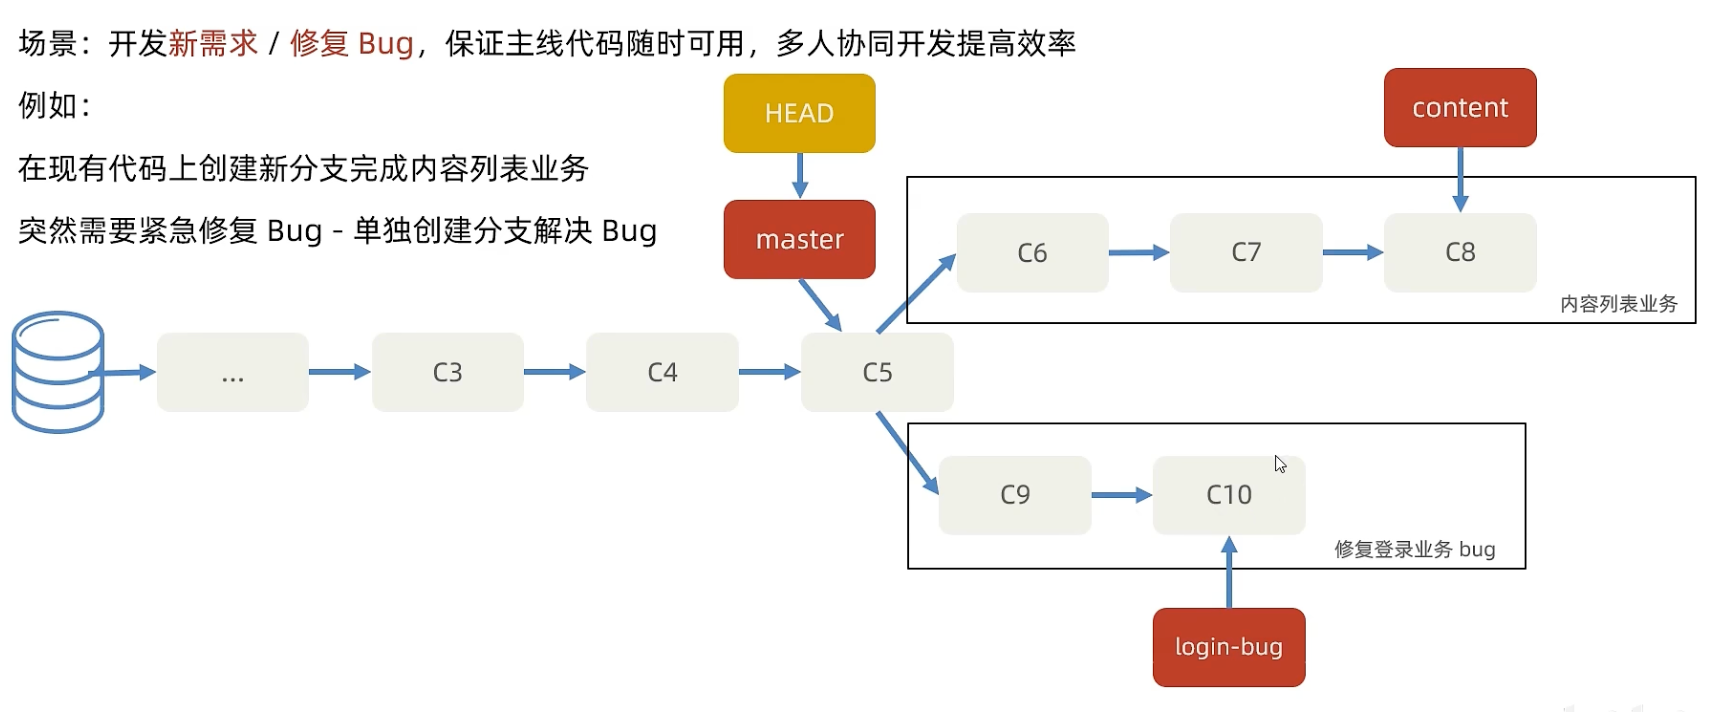 场景：开发新需求 / 修复 Bug，保证主线代码随时可用，多人协同开发提高效率
例如：
在现有代码上创建新分支完成内容列表业务
突然需要紧急修复 Bug - 单独创建分支解决 Bug
HEAD
content
master
C6
C7
C8
内容列表业务
...
C3
C4
C5
C9
C10
修复登录业务 bug
login-bug